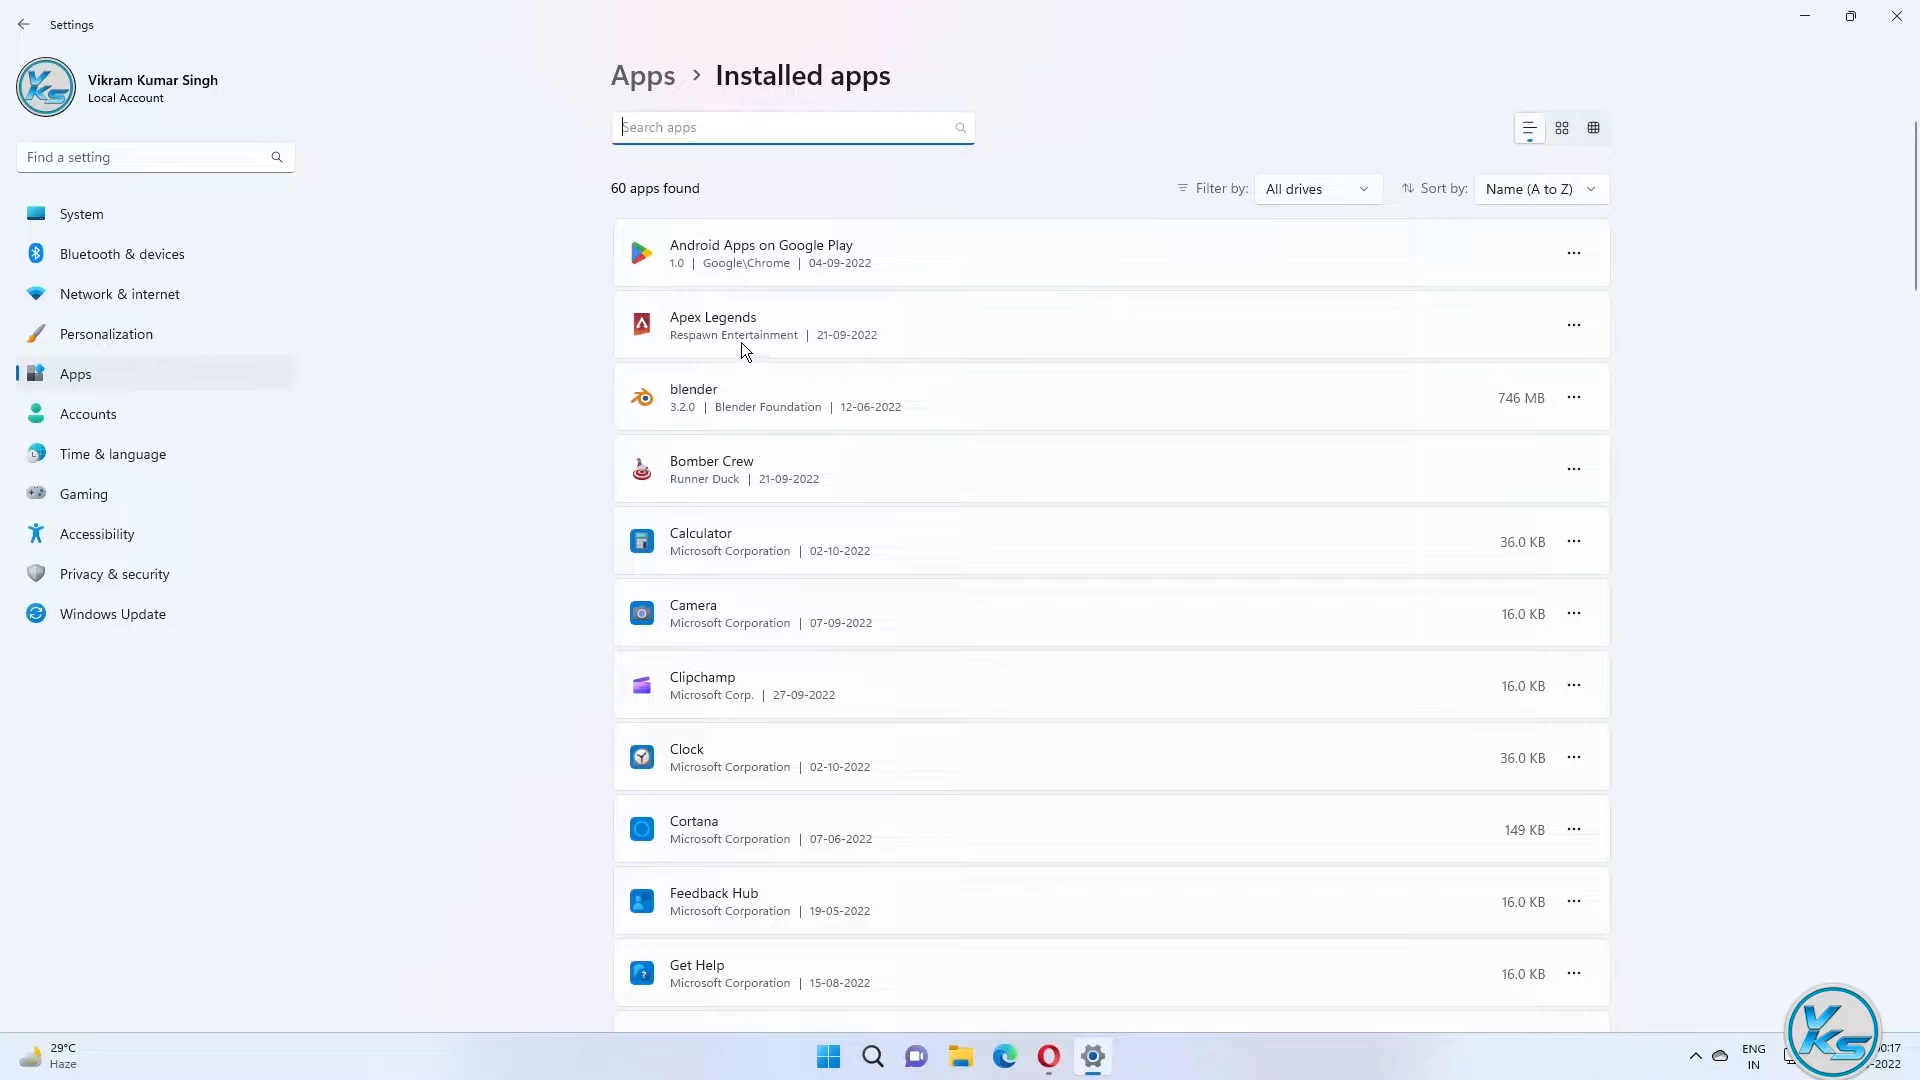 Settings
Vikram Kumar Singh
Local Account
Find a setting
System
Bluetooth & devices
Network & internet
Personalization
Apps
Accounts
Time & language
Gaming
Accessibility
Privacy & security
Windows Update
Apps > Installed apps
Search apps
60 apps found
Filter by: All drives
Sort by: Name (A to Z)
Android Apps on Google Play
1.0 | Google\Chrome | 04-09-2022
Apex Legends
Respawn Entertainment | 21-09-2022
blender
3.2.0 | Blender Foundation | 12-06-2022
746 MB
Bomber Crew
Runner Duck | 21-09-2022
Calculator
Microsoft Corporation | 02-10-2022
36.0 KB
Camera
Microsoft Corporation | 07-09-2022
16.0 KB
Clipchamp
Microsoft Corp. | 27-09-2022
16.0 KB
Clock
Microsoft Corporation | 02-10-2022
36.0 KB
Cortana
Microsoft Corporation | 07-06-2022
149 KB
Feedback Hub
Microsoft Corporation | 19-05-2022
16.0 KB
Get Help
Microsoft Corporation | 15-08-2022
16.0 KB
29°C
Haze
ENG
IN
VKS